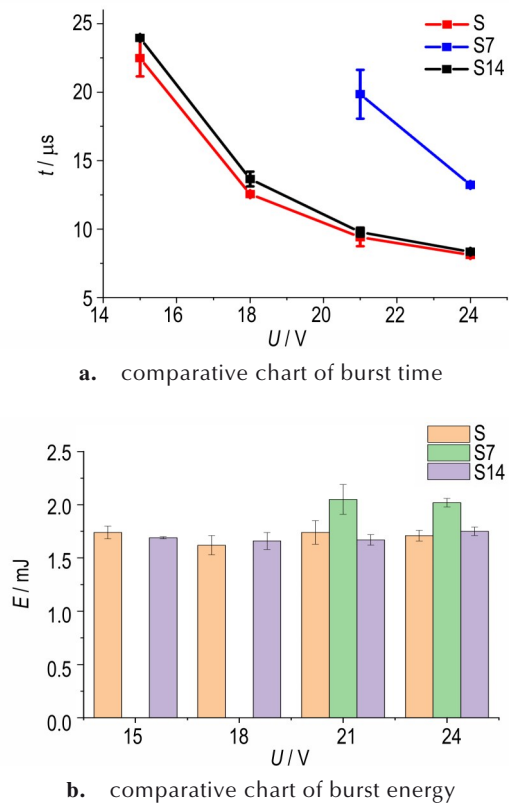 S
S7
S14
25
20
15
10
5
t / μs
14 16 18 20 22 24
U / V
a. comparative chart of burst time
S
S7
S14
2.5
2.0
1.5
1.0
0.5
0.0
E / mJ
15 18 21 24
U / V
b. comparative chart of burst energy